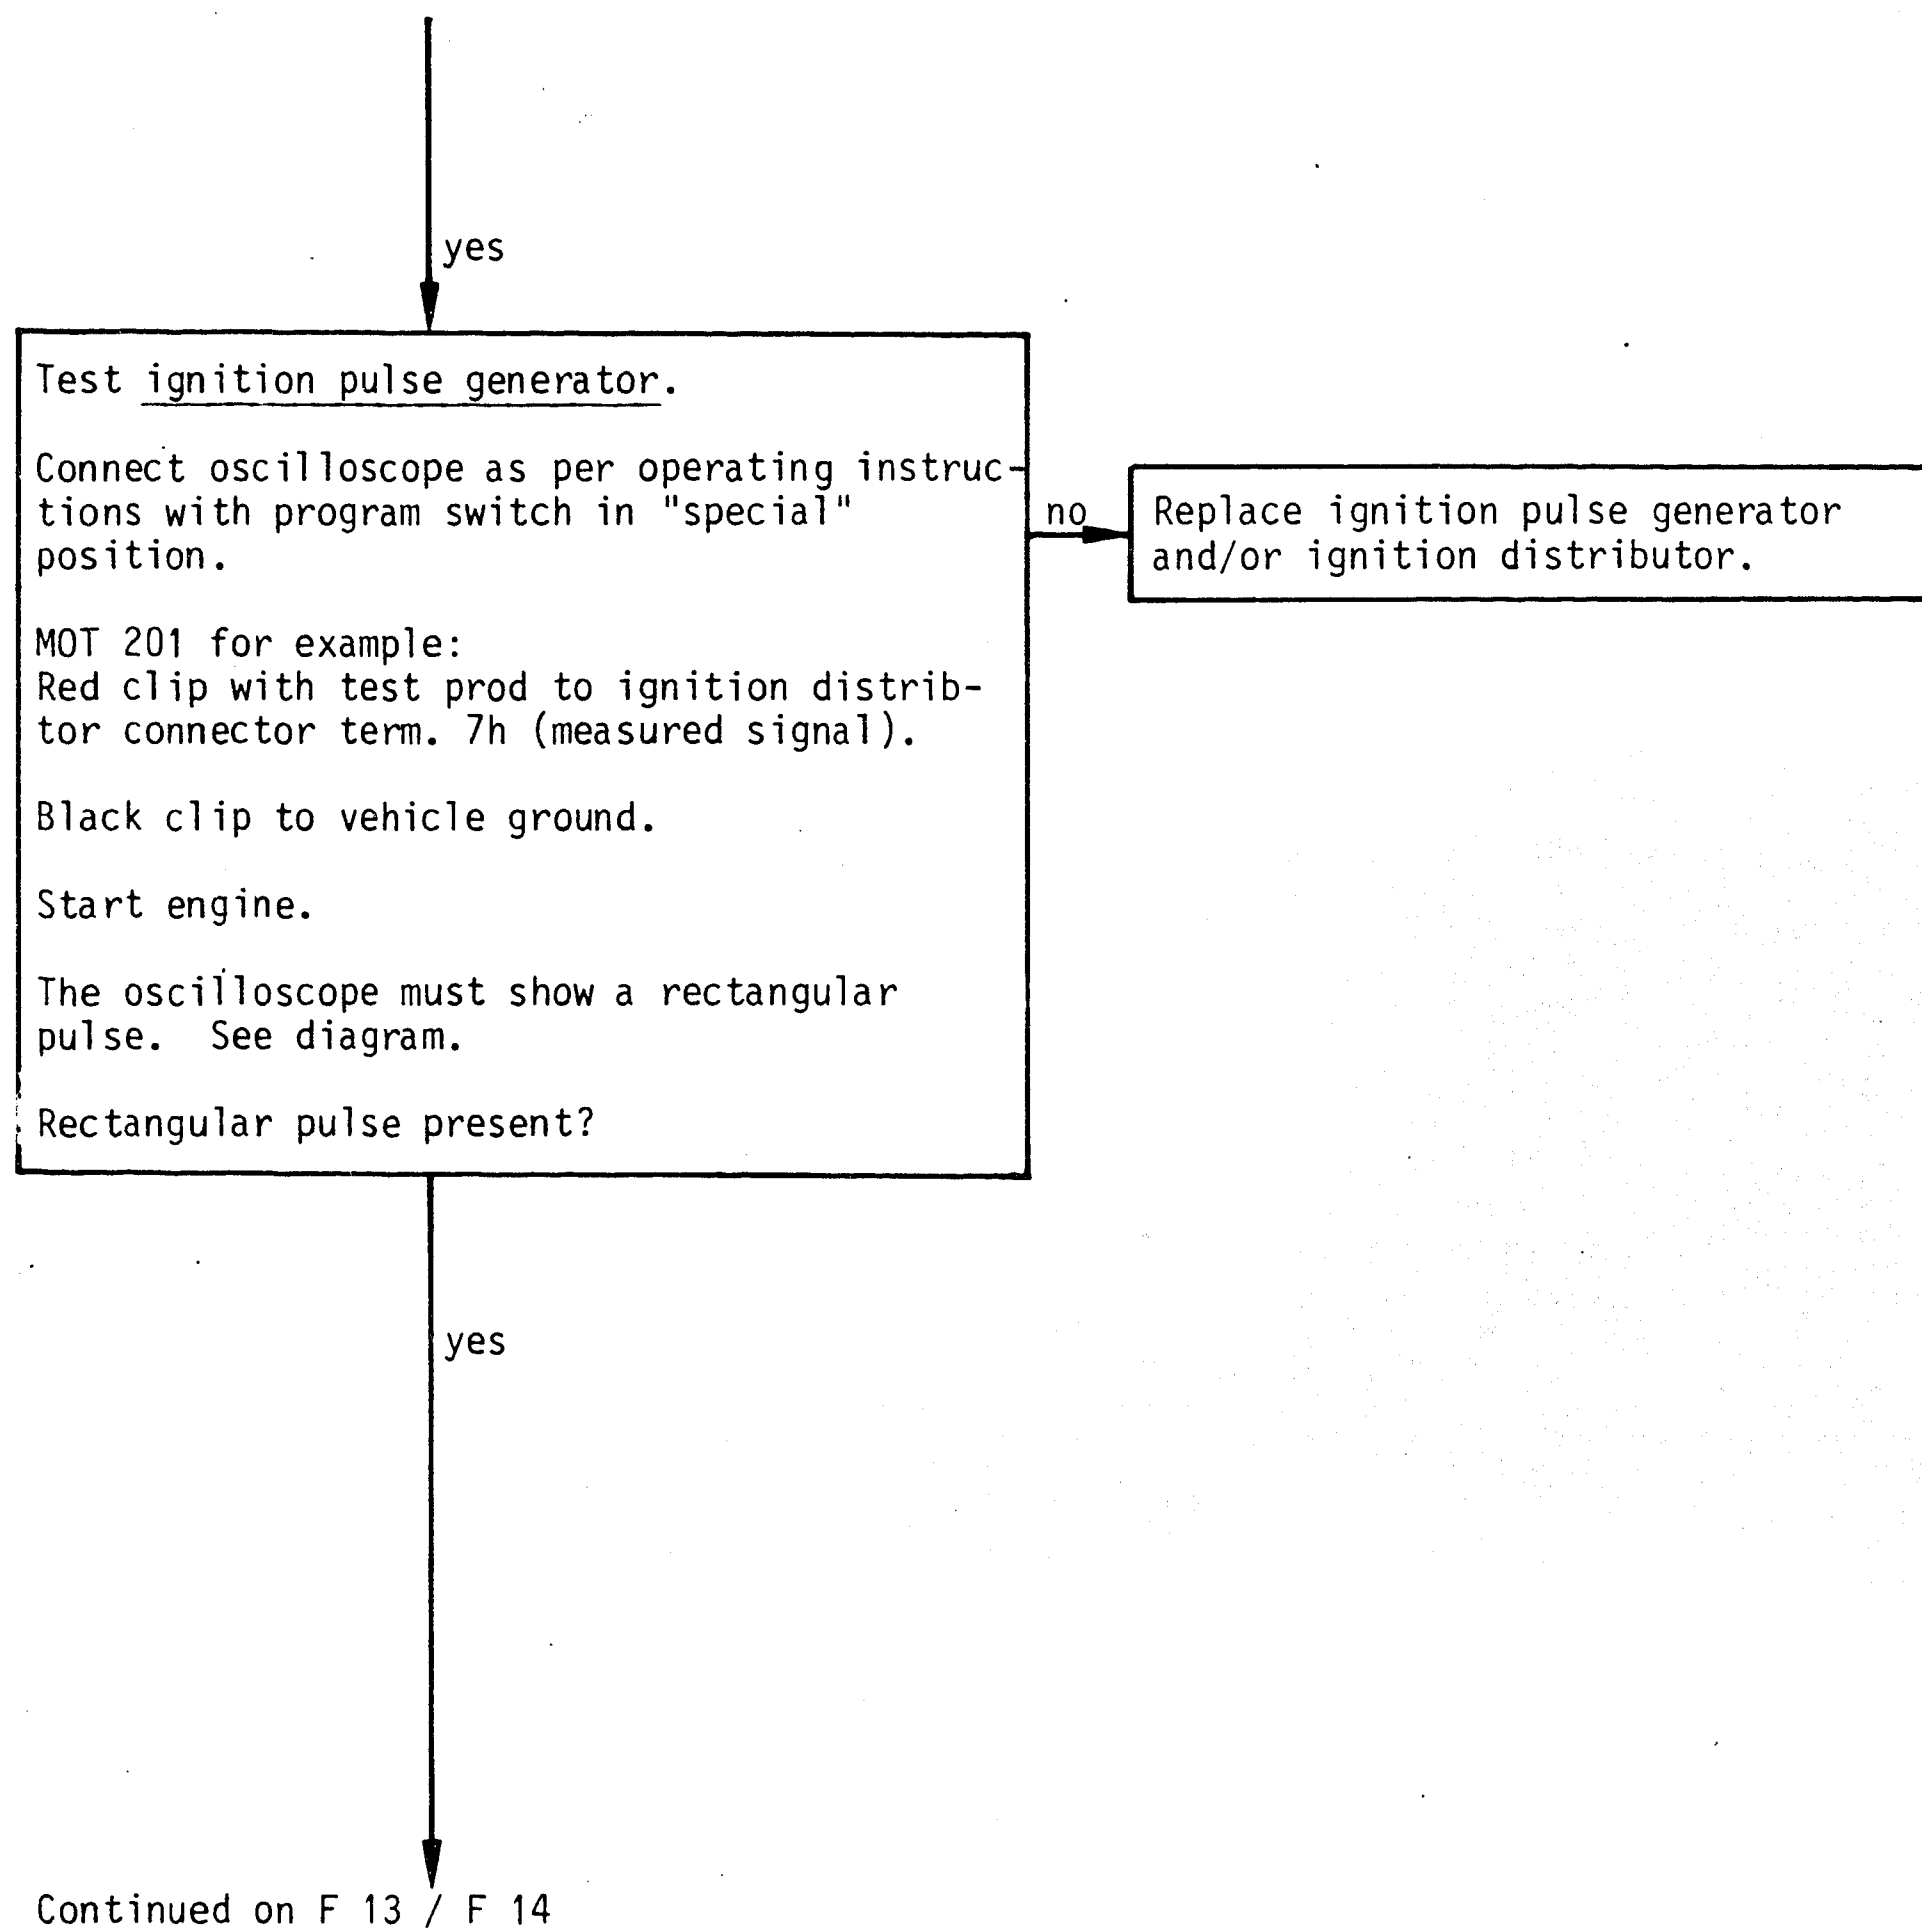 yes
Test ignition pulse generator.
Connect oscilloscope as per operating instruc-
tions with program switch in "special"
position.
MOT 201 for example:
Red clip with test prod to ignition distrib-
tor connector term. 7h (measured signal).
Black clip to vehicle ground.
Start engine.
The oscilloscope must show a rectangular
pulse. See diagram.
Rectangular pulse present?
no
Replace ignition pulse generator
and/or ignition distributor.
yes
Continued on F 13 / F 14